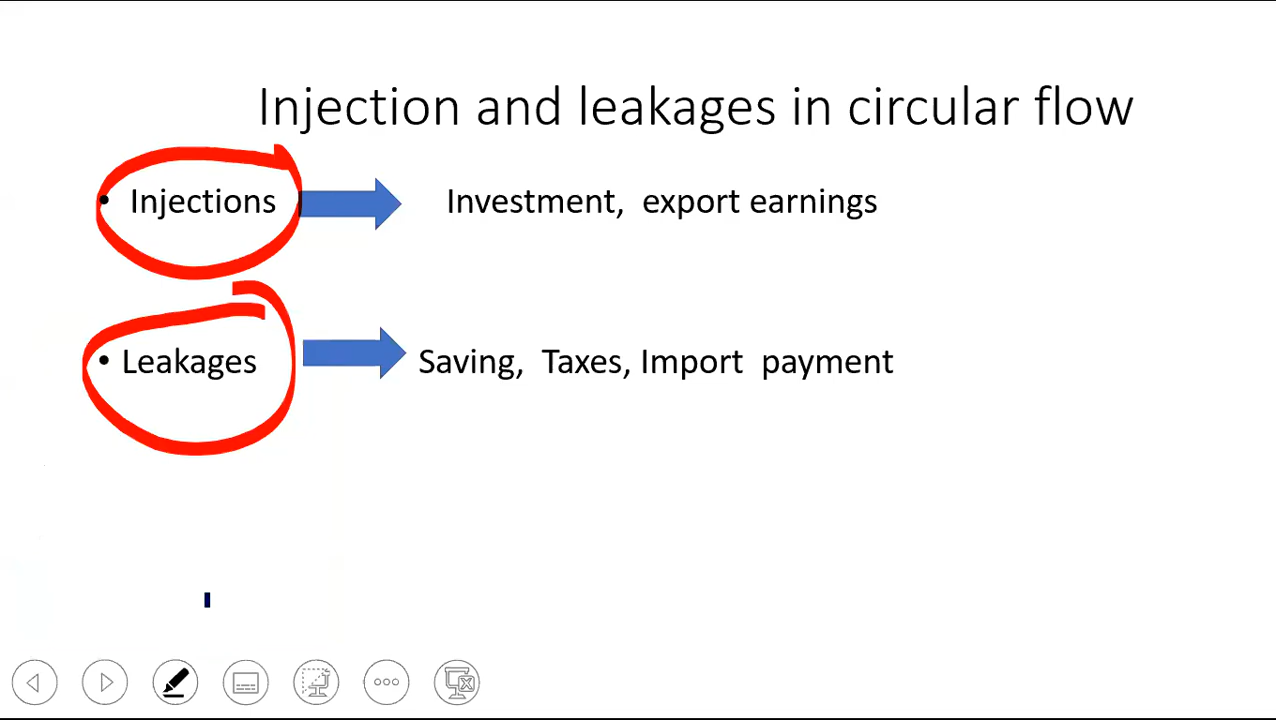 Injection and leakages in circular flow
• Injections Investment, export earnings
• Leakages Saving, Taxes, Import payment